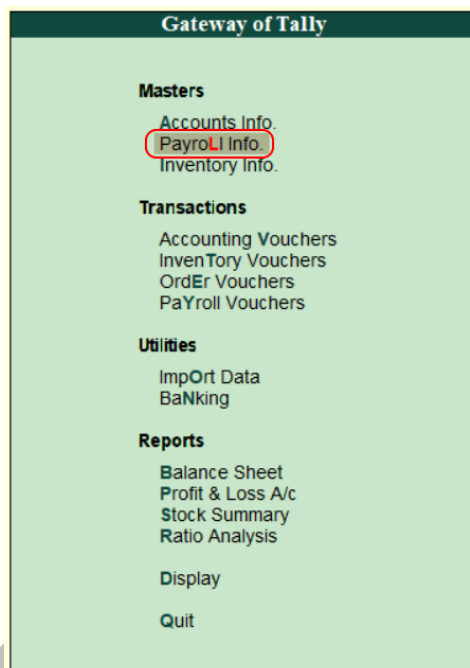 Gateway of Tally
Masters
Accounts Info.
PayroLl Info.
Inventory Info.
Transactions
Accounting Vouchers
InvenTory Vouchers
OrdEr Vouchers
PaYroll Vouchers
Utilities
ImpOrt Data
BaNking
Reports
Balance Sheet
Profit & Loss A/c
Stock Summary
Ratio Analysis
Display
Quit